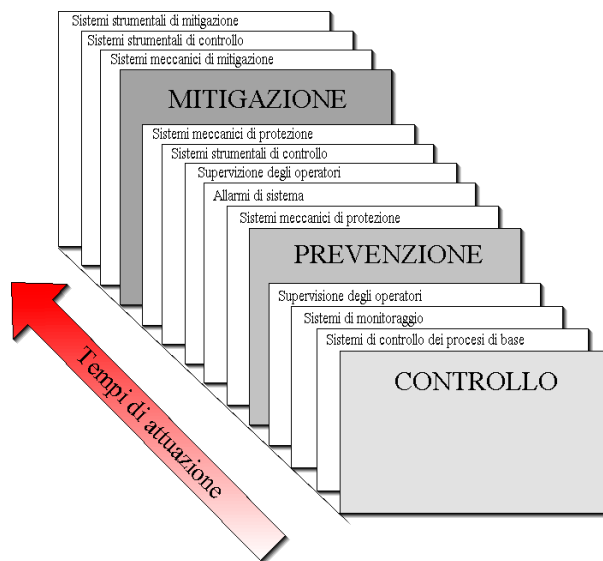 Sistemi strumentali di mitigazione
Sistemi strumentali di controllo
Sistemi meccanici di mitigazione
MITIGAZIONE
Sistemi meccanici di protezione
Sistemi strumentali di controllo
Supervizione degli operatori
Allarmi di sistema
Sistemi meccanici di protezione
PREVENZIONE
Supervisione degli operatori
Sistemi di monitoraggio
Sistemi di controllo dei procesi di base
CONTROLLO
Tempi di attuazione